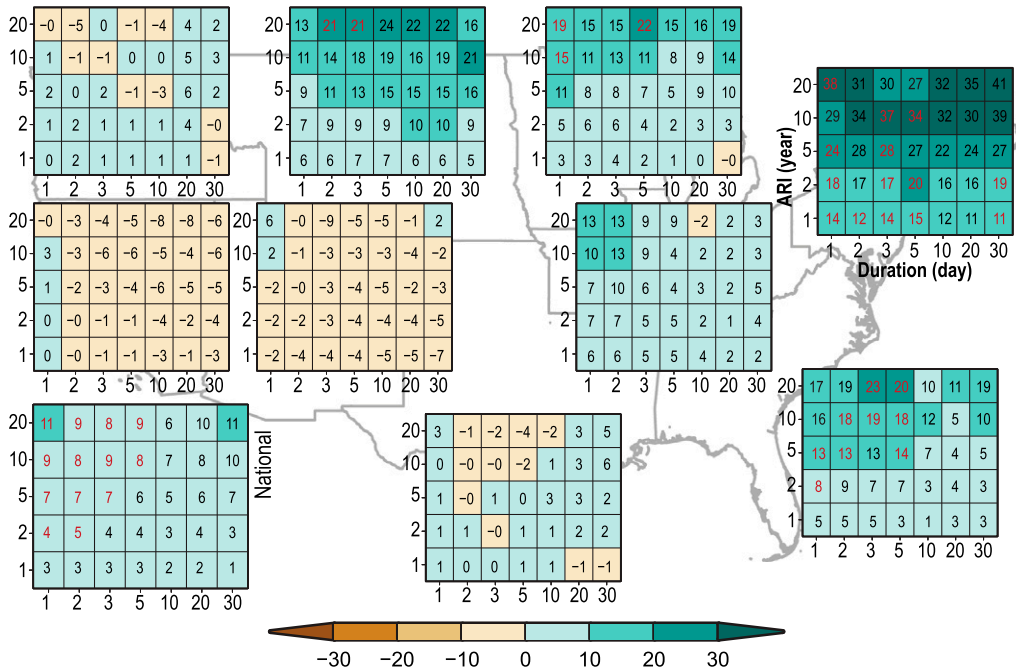 20 −0 −5 0 −1 −4 4 2
10 1 −1 −1 0 0 5 3
5 2 0 2 −1 −3 6 2
2 1 2 1 1 1 4 −0
1 0 2 1 1 1 1 −1
1 2 3 5 10 20 30
20 13 21 21 24 22 22 16
10 11 14 18 19 16 19 21
5 9 11 13 15 15 15 16
2 7 9 9 9 10 10 9
1 6 6 7 7 5 6 6
1 2 3 5 10 20 30
20 19 15 15 22 15 16 19
10 15 11 13 11 8 9 14
5 11 8 8 7 5 9 10
2 5 6 6 4 2 3 3
1 3 3 4 2 1 0 −0
1 2 3 5 10 20 30
ARI (year)
20 38 31 30 27 32 35 41
10 29 34 37 34 32 30 39
5 24 28 28 27 22 24 27
2 18 17 17 20 16 16 19
1 14 12 14 15 12 11 11
1 2 3 5 10 20 30
Duration (day)
20 −0 −3 −4 −5 −8 −8 −6
10 3 −3 −6 −6 −5 −4 −6
5 1 −2 −3 −4 −6 −5 −5
2 0 −0 −1 −1 −4 −2 −4
1 0 −0 −1 −1 −3 −1 −3
1 2 3 5 10 20 30
20 6 −0 −9 −5 −5 −1 2
10 2 −1 −3 −3 −3 −4 −2
5 −2 −0 −3 −4 −5 −2 −3
2 −2 −2 −3 −4 −4 −4 −5
1 −2 −4 −4 −4 −5 −5 −7
1 2 3 5 10 20 30
20 13 13 9 9 −2 2 3
10 10 13 9 4 2 2 3
5 7 10 6 4 3 2 3
2 7 7 5 5 2 1 4
1 6 6 5 5 4 2 2
1 2 3 5 10 20 30
20 11 9 8 9 6 10 11
10 9 8 9 8 7 8 10
5 7 7 7 6 5 6 7
2 4 5 4 4 3 4 3
1 3 3 3 3 2 2 1
1 2 3 5 10 20 30
National
20 3 −1 −2 −4 −2 3 5
10 0 −0 −0 −2 1 3 6
5 1 −0 1 0 3 3 2
2 1 1 −0 1 1 2 2
1 1 0 0 1 1 −1 −1
1 2 3 5 10 20 30
20 17 19 23 20 10 11 19
10 16 18 19 18 12 5 10
5 13 13 13 14 7 4 5
2 8 9 7 7 3 4 3
1 5 5 5 3 1 3 3
1 2 3 5 10 20 30
−30 −20 −10 0 10 20 30